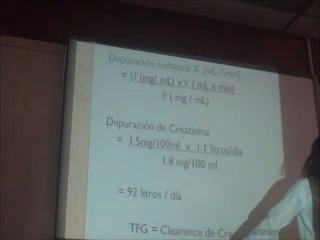 Depuración sustancia X (mL / min)
= U (mg/ mL) x V ( mL x min)
P ( mg / mL)
Depuración de Creatinina
= 1.5mg/100ml x 1.1 litros/día
1.8 mg/100 ml
= 92 litros / día
TFG = Clearence de